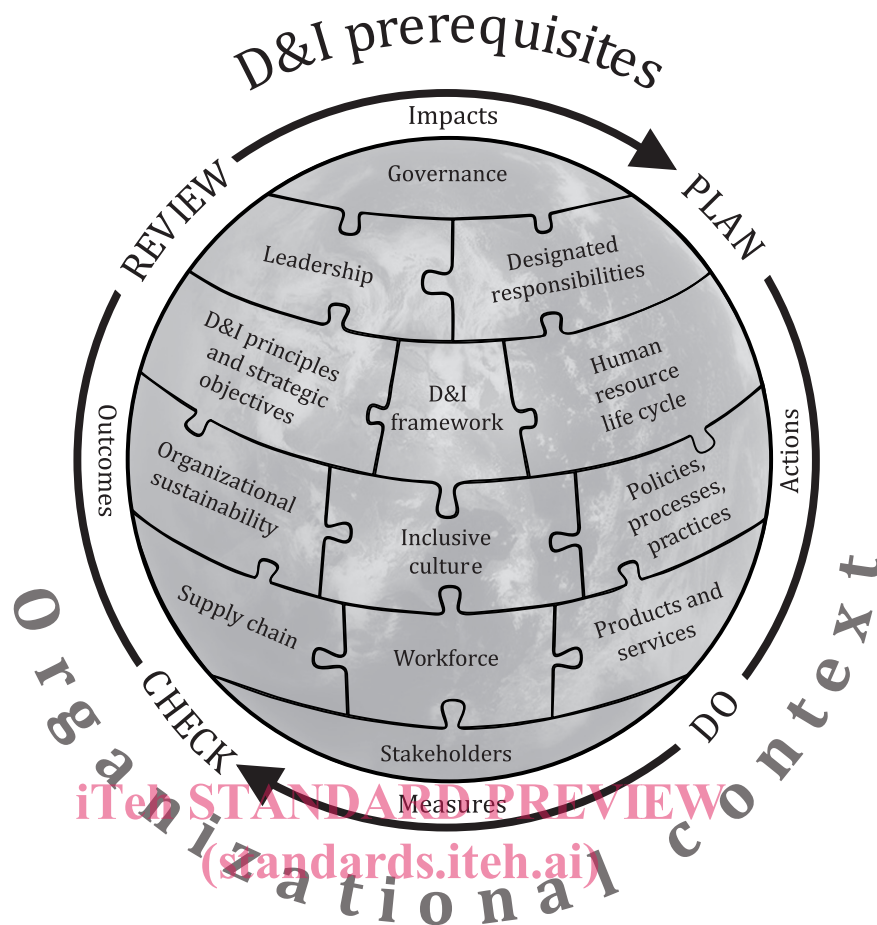 D&I prerequisites
Impacts
REVIEW
PLAN
Governance
Leadership
Designated
responsibilities
D&I principles
and strategic
objectives
D&I
framework
Human
resource
life cycle
Outcomes
Actions
Organizational
sustainability
Inclusive
culture
Policies,
processes,
practices
Supply chain
Workforce
Products and
services
CHECK
DO
Stakeholders
Measures
Organizational context
iTeh STANDARD PREVIEW
(standards.iteh.ai)